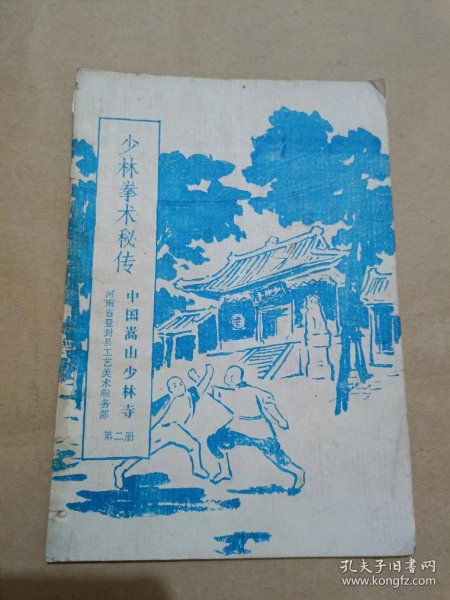 少林拳术秘传
中国嵩山少林寺
河南省登封县工艺美术服务部
第二册
孔夫子旧书网
www.kongfz.com